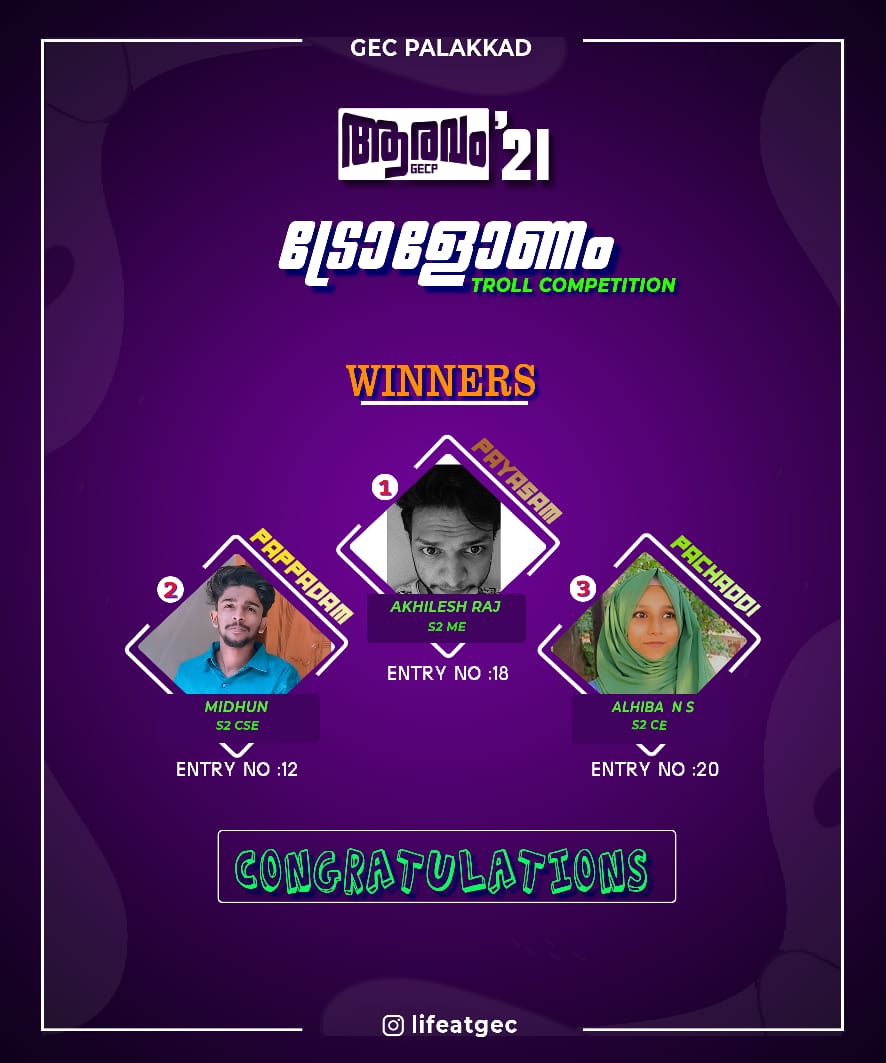 GEC PALAKKAD
ആരവം'21
GECP
ട്രോളോണം
TROLL COMPETITION
WINNERS
1
PAYASAM
AKHILESH RAJ
S2 ME
ENTRY NO :18
2
PAPPADAM
MIDHUN
S2 CSE
ENTRY NO :12
3
PACHADDI
ALHIBA N S
S2 CE
ENTRY NO :20
CONGRATULATIONS
lifeatgec